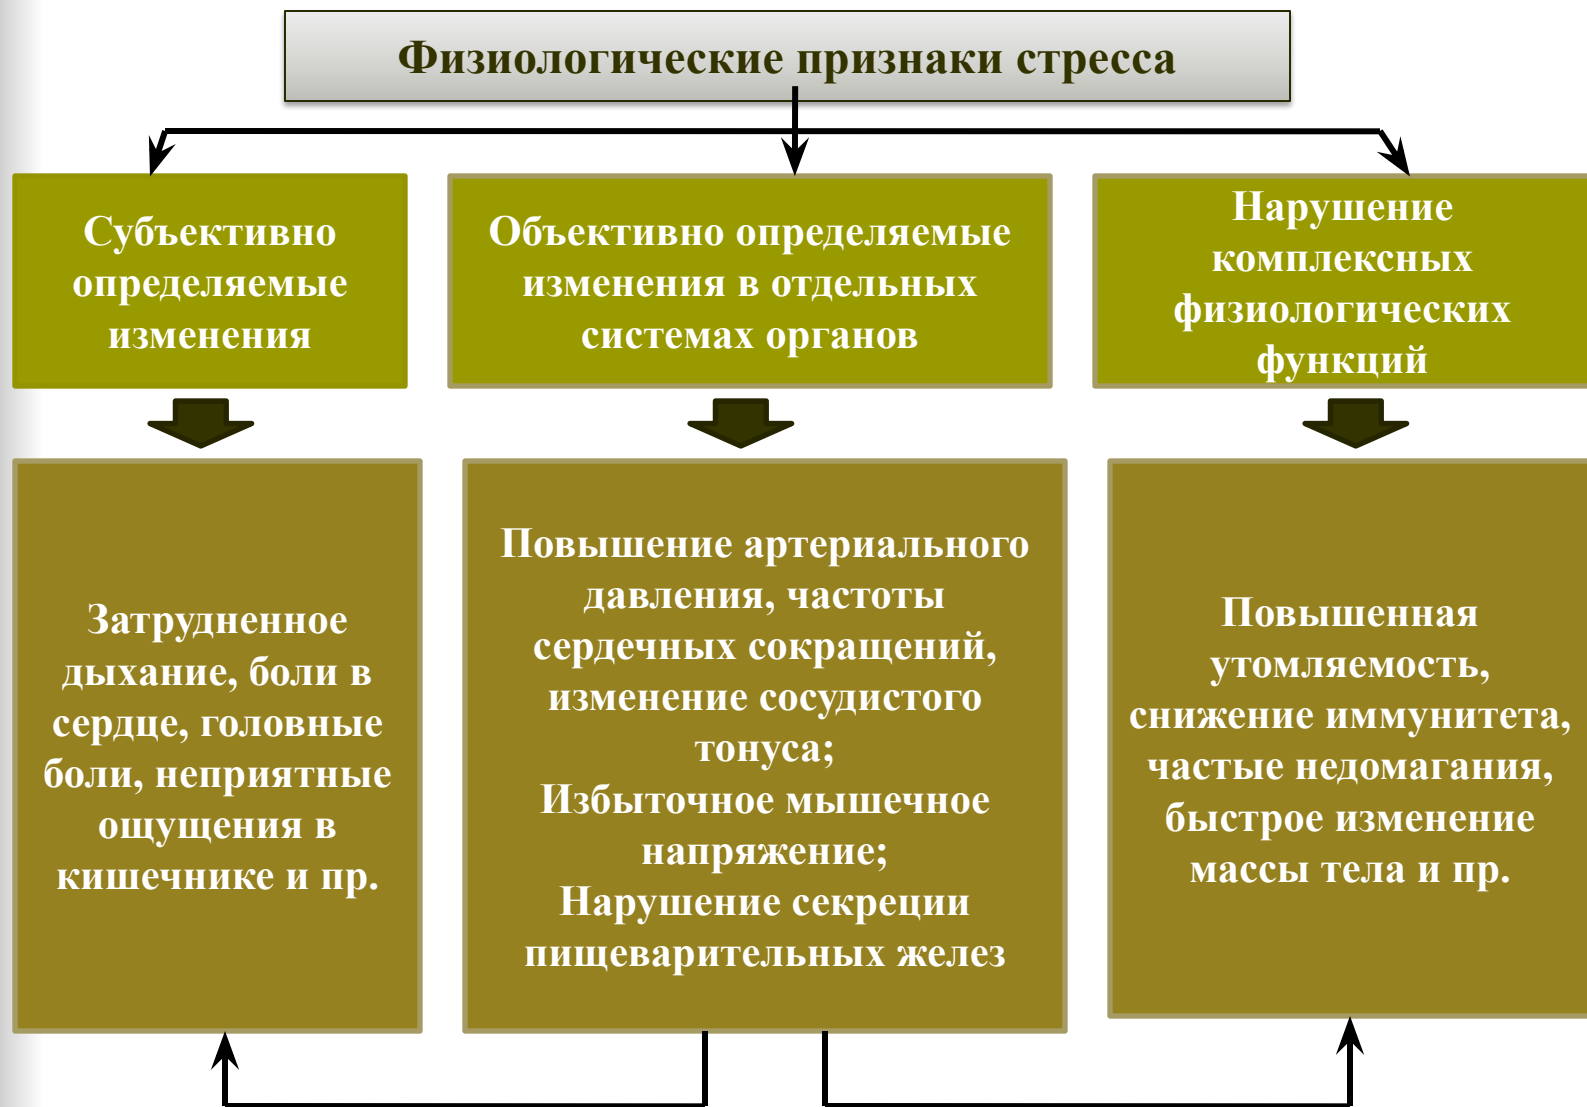 Физиологические признаки стресса
Субъективно
определяемые
изменения
Объективно определяемые
изменения в отдельных
системах органов
Нарушение
комплексных
физиологических
функций
Затрудненное
дыхание, боли в
сердце, головные
боли, неприятные
ощущения в
кишечнике и пр.
Повышение артериального
давления, частоты
сердечных сокращений,
изменение сосудистого
тонуса;
Избыточное мышечное
напряжение;
Нарушение секреции
пищеварительных желез
Повышенная
утомляемость,
снижение иммунитета,
частые недомагания,
быстрое изменение
массы тела и пр.